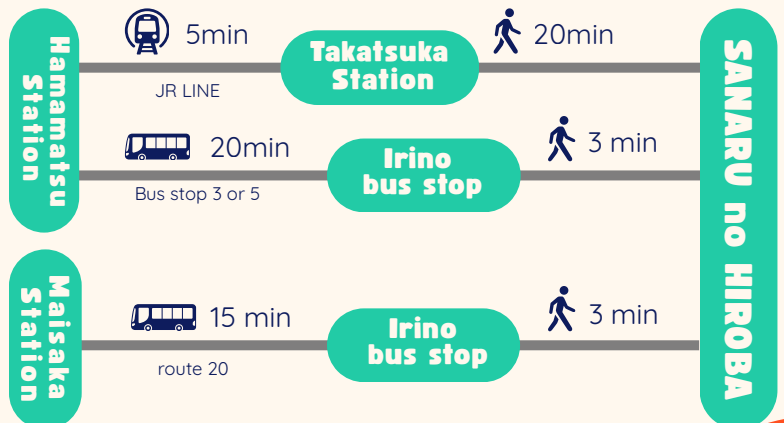 Hamamatsu
Station
5min
JR LINE
Takatsuka
Station
20min
20min
Bus stop 3 or 5
Irino
bus stop
3 min
Maisaka
Station
15 min
route 20
Irino
bus stop
3 min
SANARU no HIROBA